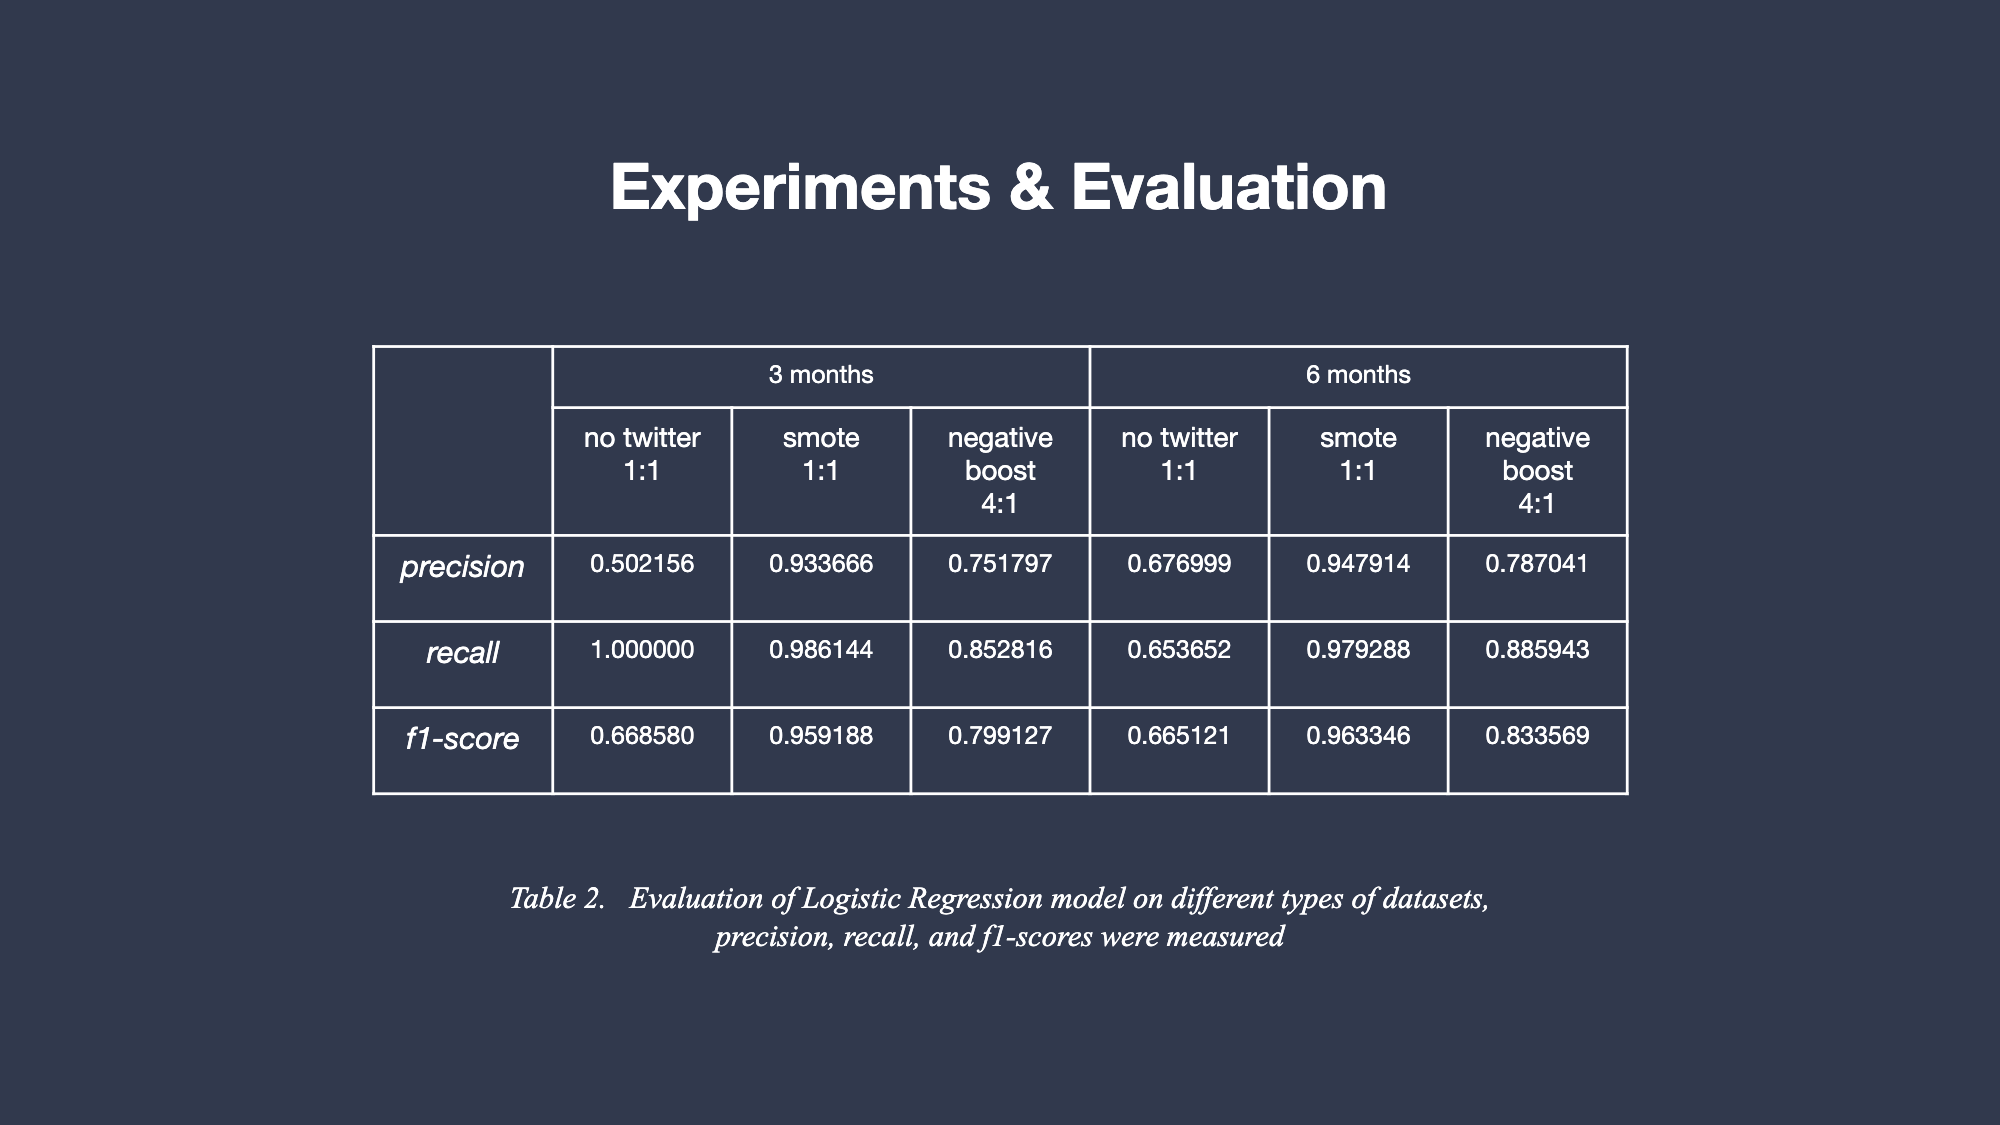 Experiments & Evaluation
3 months 6 months
no twitter smote negative no twitter smote negative
1:1 1:1 boost 1:1 1:1 boost
4:1 4:1
precision 0.502156 0.933666 0.751797 0.676999 0.947914 0.787041
recall 1.000000 0.986144 0.852816 0.653652 0.979288 0.885943
f1-score 0.668580 0.959188 0.799127 0.665121 0.963346 0.833569
Table 2. Evaluation of Logistic Regression model on different types of datasets,
precision, recall, and f1-scores were measured